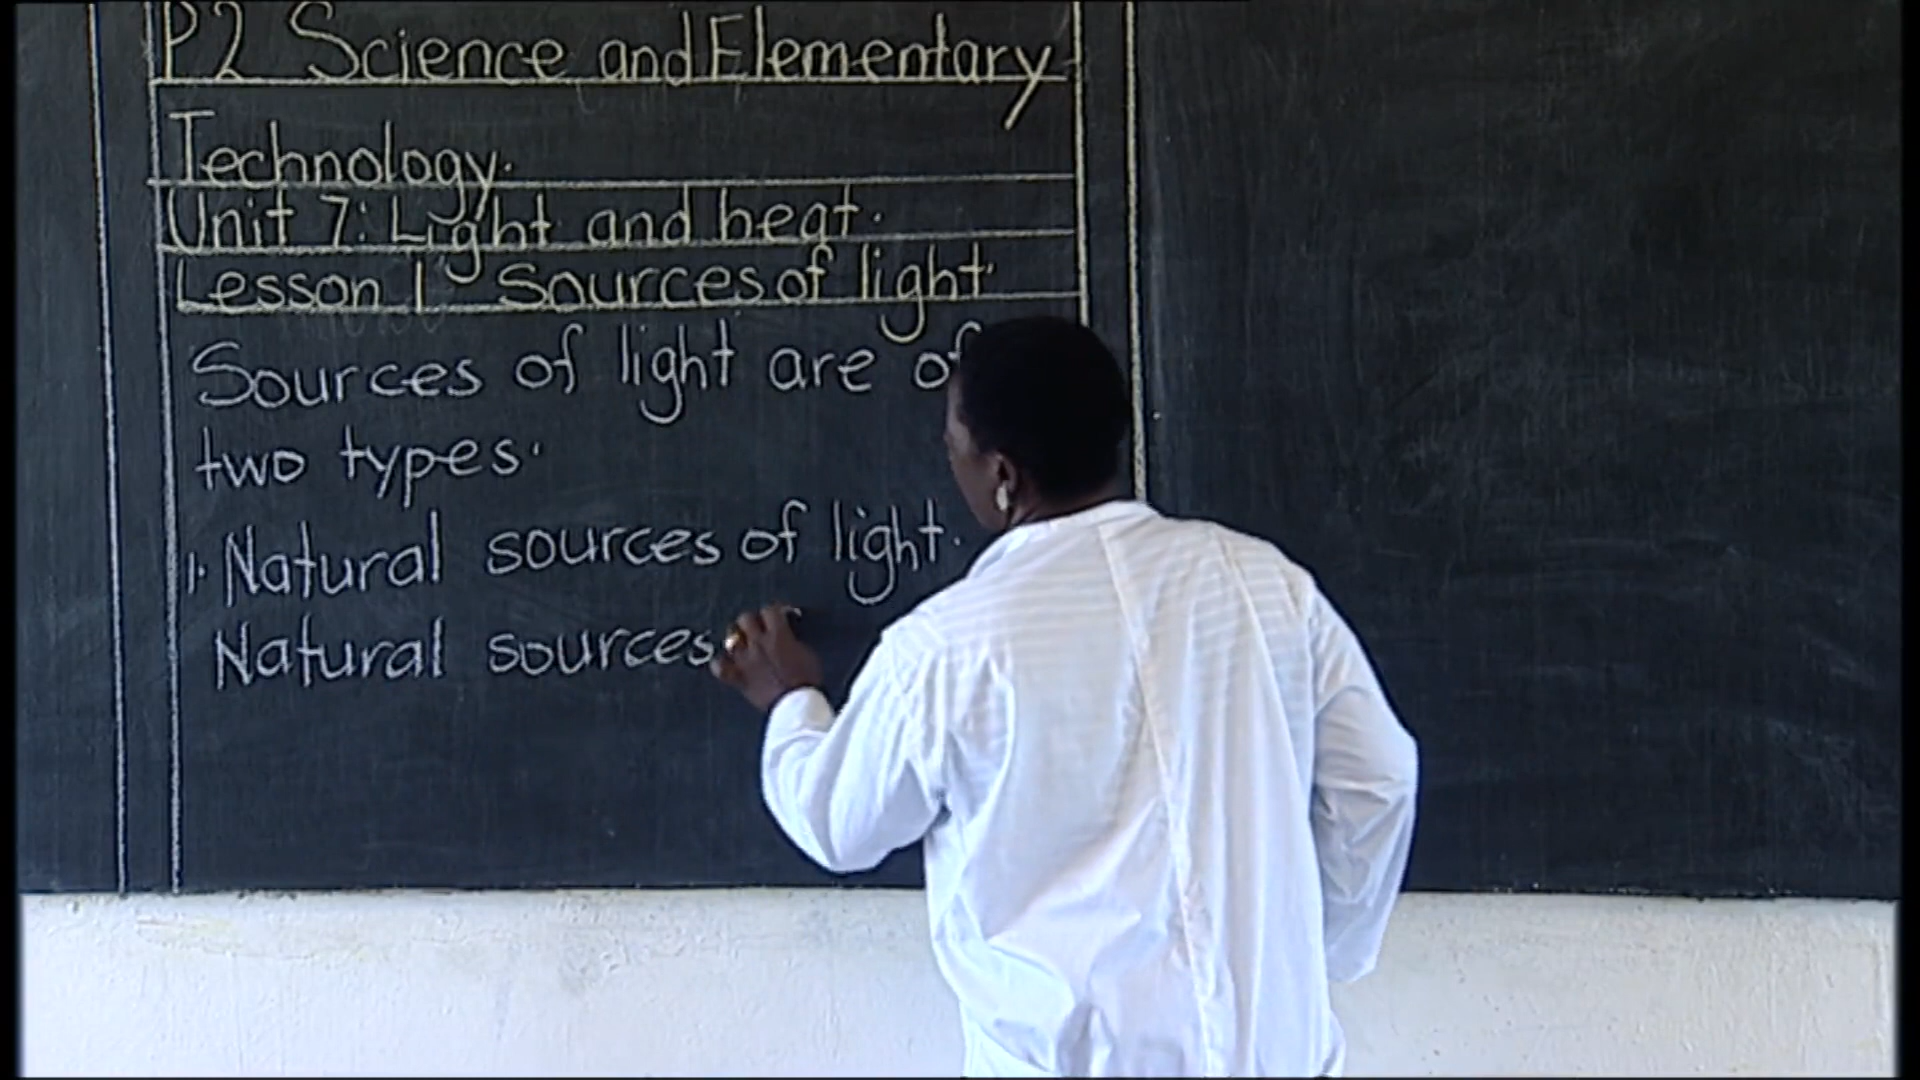 P2 Science and Elementary
Technology.
Unit 7: Light and heat.
Lesson 1 Sources of light.
Sources of light are of
two types.
1. Natural sources of light.
Natural sources